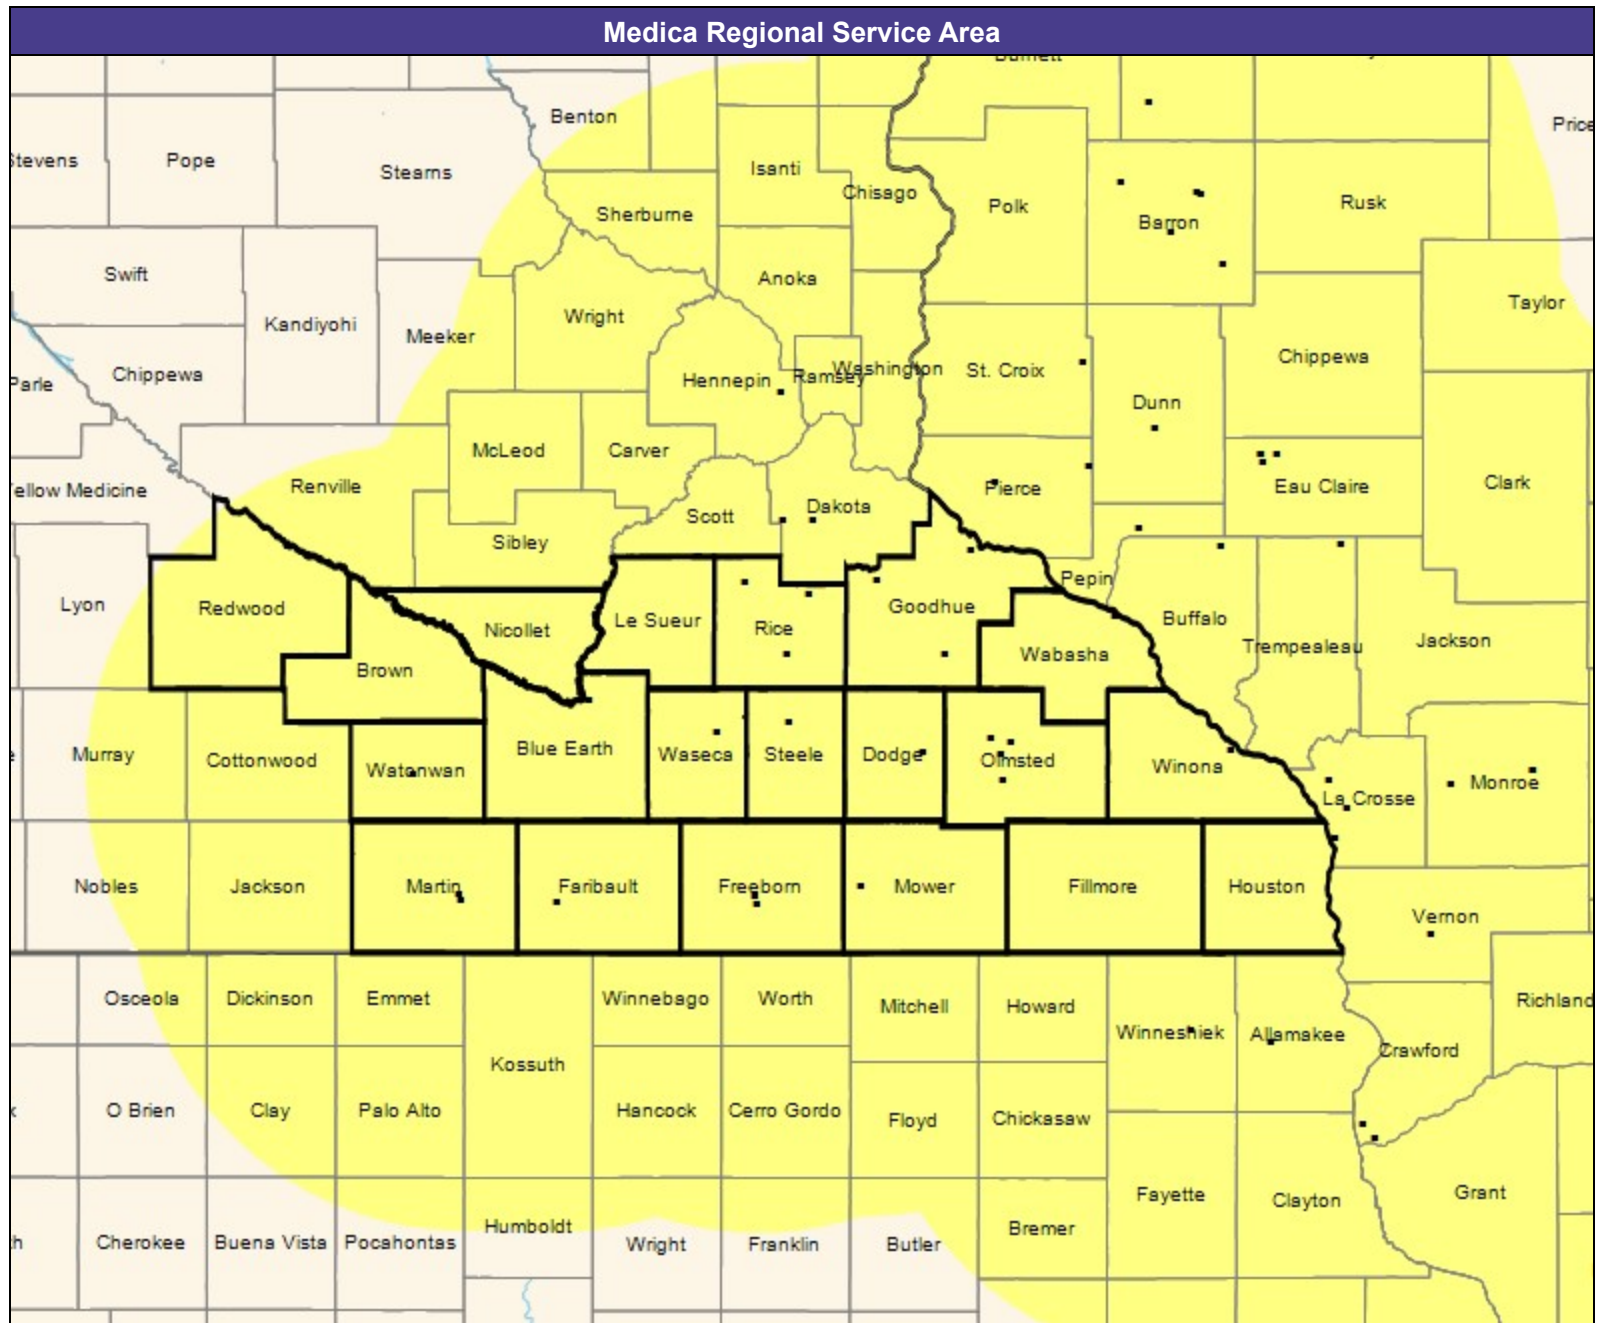 Medica Regional Service Area
Benton
Price
Stevens
Pope
Stearns
Isanti
Chisago
Polk
Barron
Rusk
Sherburne
Swift
Anoka
Taylor
Kandiyohi
Wright
Meeker
Chippewa
Hennepin
Ramsey
Washington
St. Croix
Chippewa
Parle
Dunn
McLeod
Carver
Renville
Yellow Medicine
Scott
Dakota
Pierce
Eau Claire
Clark
Sibley
Pepin
Lyon
Redwood
Nicollet
Le Sueur
Rice
Goodhue
Buffalo
Trempealeau
Jackson
Brown
Wabasha
Murray
Cottonwood
Watonwan
Blue Earth
Waseca
Steele
Dodge
Olmsted
Winona
La Crosse
Monroe
Nobles
Jackson
Martin
Faribault
Freeborn
Mower
Fillmore
Houston
Vernon
Osceola
Dickinson
Emmet
Winnebago
Worth
Mitchell
Howard
Richland
Winneshiek
Allamakee
Crawford
Kossuth
O Brien
Clay
Palo Alto
Hancock
Cerro Gordo
Floyd
Chickasaw
Fayette
Clayton
Grant
Cherokee
Buena Vista
Pocahontas
Humboldt
Wright
Franklin
Butler
Bremer